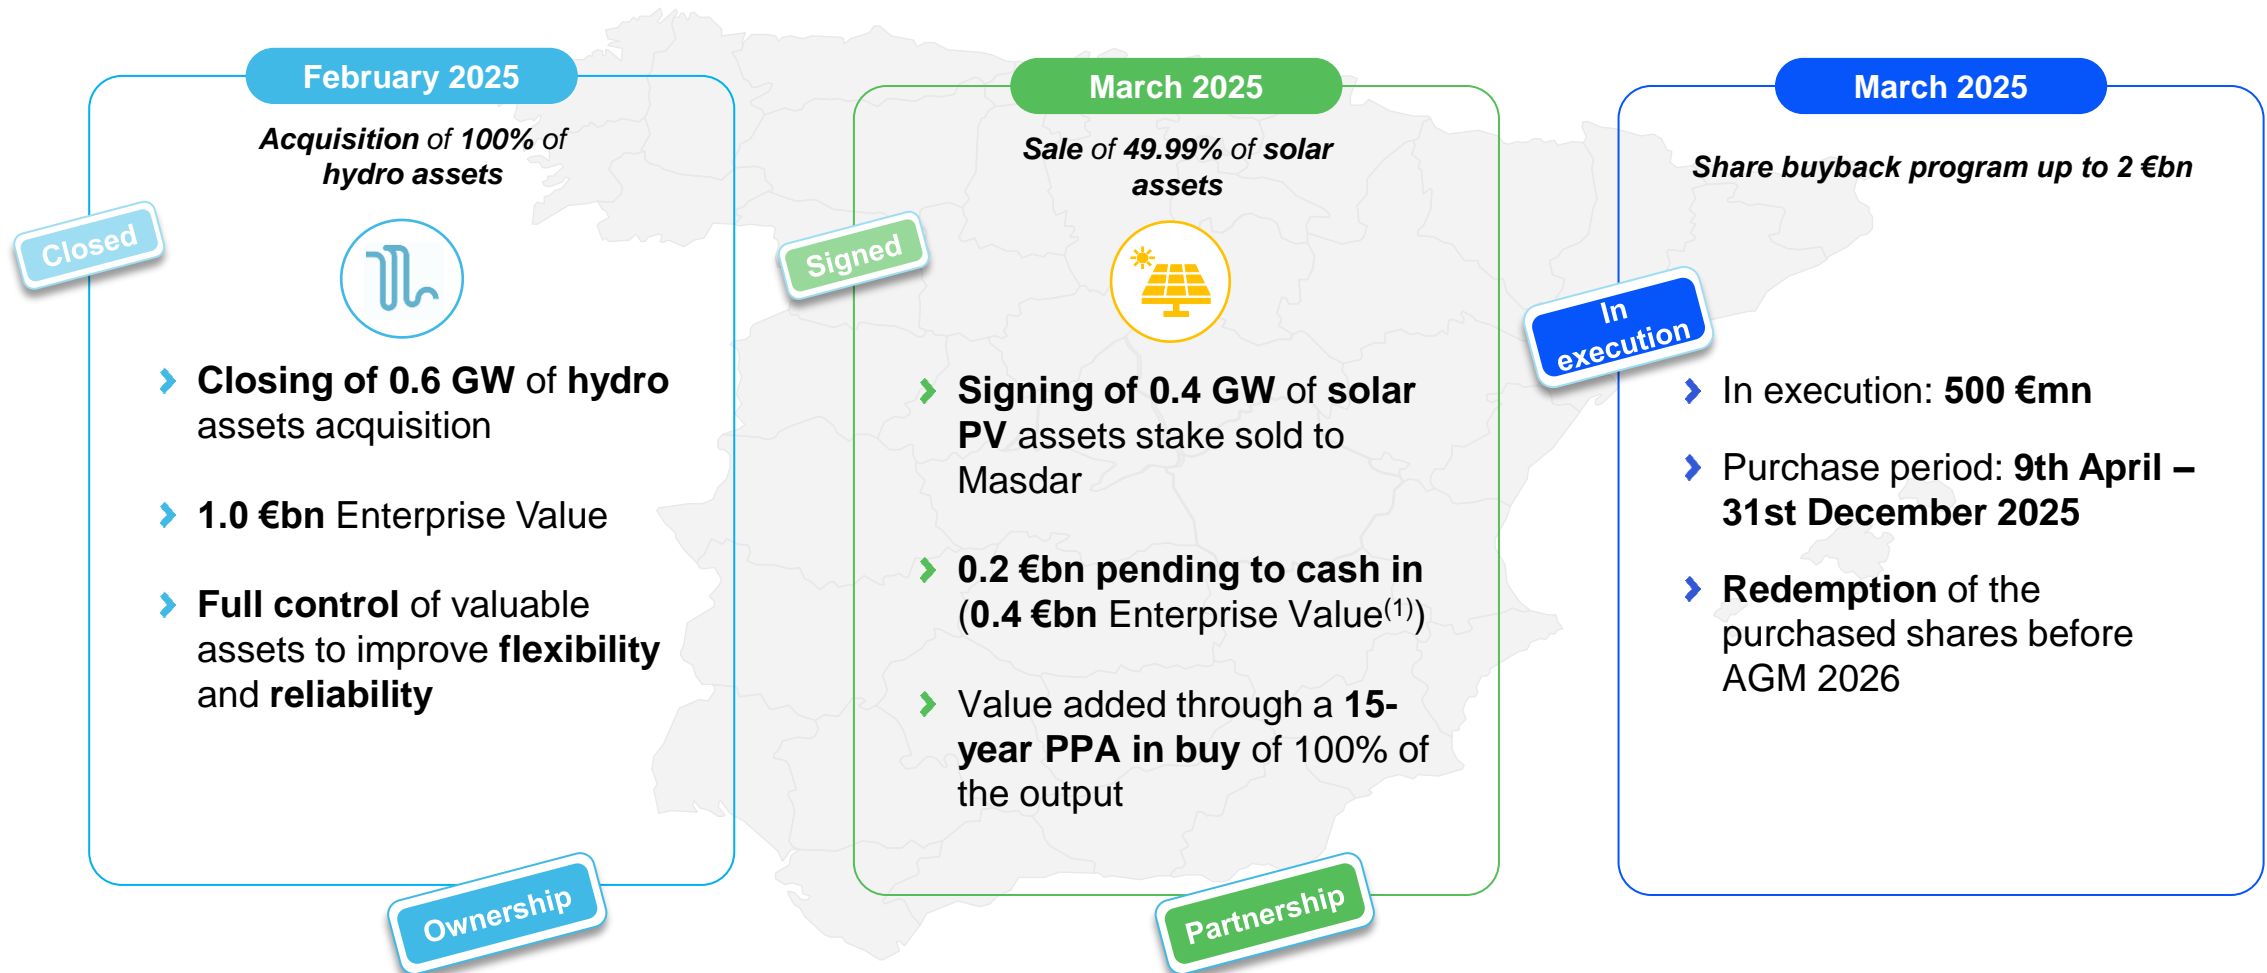 February 2025
Acquisition of 100% of
hydro assets
Closed
Closing of 0.6 GW of hydro
assets acquisition
1.0 €bn Enterprise Value
Full control of valuable
assets to improve flexibility
and reliability
Ownership
March 2025
Sale of 49.99% of solar
assets
Signed
Signing of 0.4 GW of solar
PV assets stake sold to
Masdar
0.2 €bn pending to cash in
(0.4 €bn Enterprise Value(1))
Value added through a 15-
year PPA in buy of 100% of
the output
Partnership
March 2025
Share buyback program up to 2 €bn
In
execution
In execution: 500 €mn
Purchase period: 9th April –
31st December 2025
Redemption of the
purchased shares before
AGM 2026